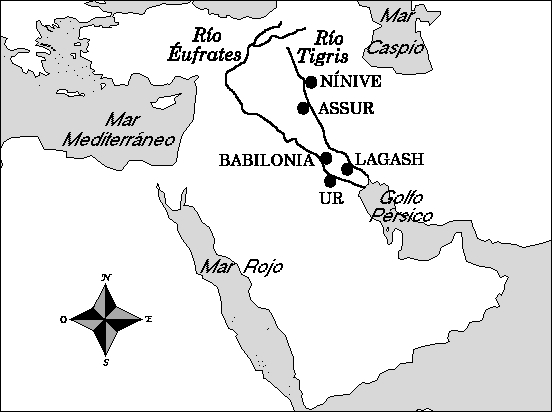 Mar
Caspio
Río
Éufrates
Río
Tigris
NÍNIVE
ASSUR
Mar
Mediterráneo
BABILONIA
LAGASH
UR
Golfo
Pérsico
Mar Rojo
N
O
E
S